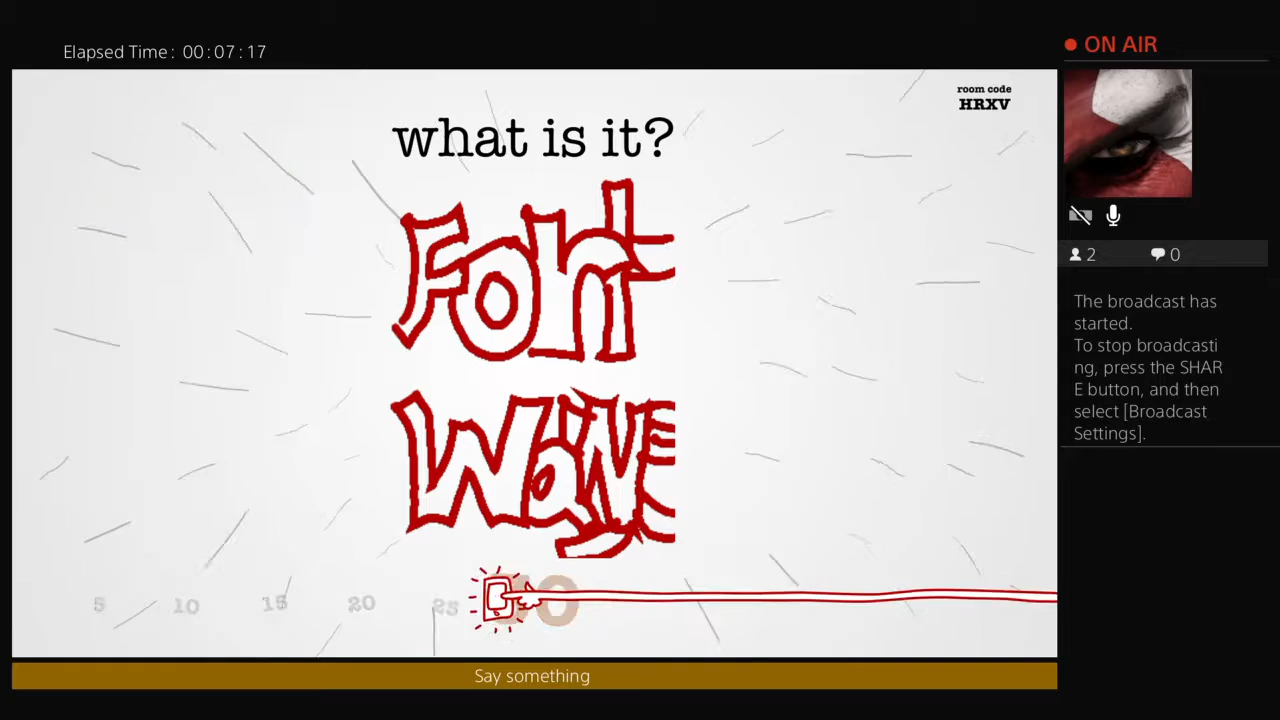 Elapsed Time: 00:07:17
ON AIR
room code
HRXV
what is it?
2
0
The broadcast has
started.
To stop broadcasti
ng, press the SHAR
E button, and then
select [Broadcast
Settings].
5
10
15
20
25
Say something